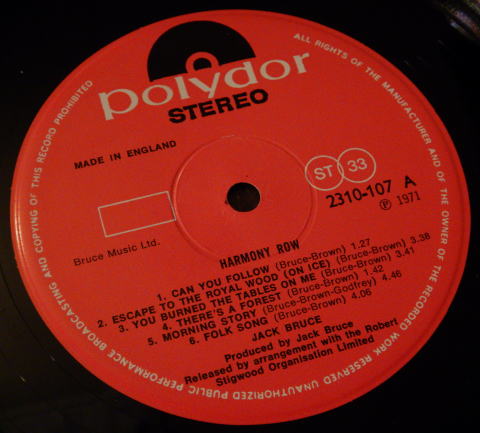 polydor
STEREO
MADE IN ENGLAND
ST 33
2310-107 A
Ⓟ 1971
Bruce Music Ltd.
HARMONY ROW
1. CAN YOU FOLLOW (Bruce-Brown) 1.27
2. ESCAPE TO THE ROYAL WOOD (ON ICE) (Bruce-Brown) 3.38
3. YOU BURNED THE TABLES ON ME (Bruce-Brown) 3.41
4. THERE'S A FOREST (Bruce-Brown) 1.42
5. MORNING STORY (Bruce-Brown-Godfrey) 4.46
6. FOLK SONG (Bruce-Brown) 4.06
JACK BRUCE
Produced by Jack Bruce
Released by arrangement with the Robert
Stigwood Organisation Limited
ALL RIGHTS OF THE MANUFACTURER AND OF THE OWNER OF THE RECORDED WORK RESERVED UNAUTHORIZED PUBLIC PERFORMANCE BROADCASTING AND COPYING OF THIS RECORD PROHIBITED